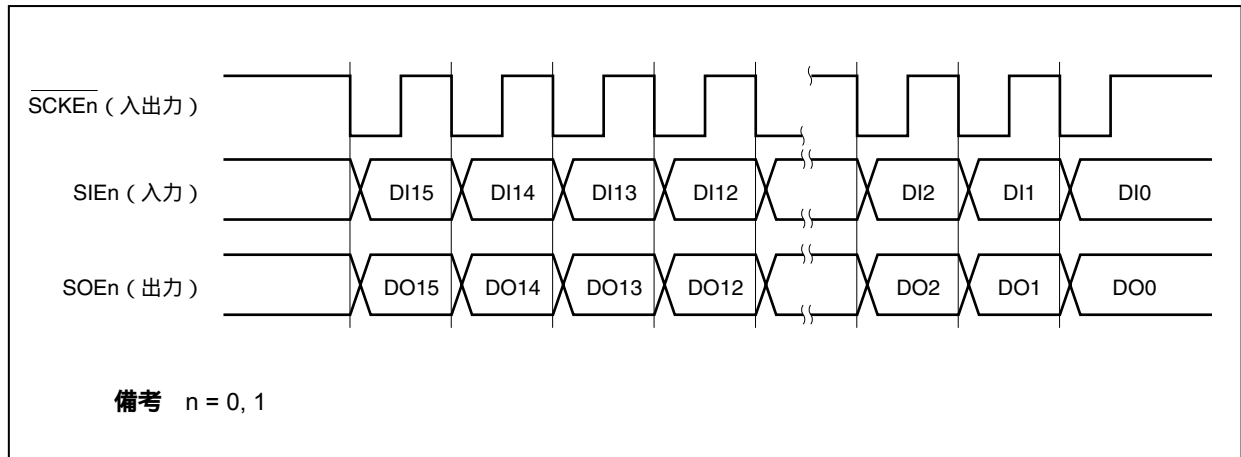 SCKEn（入出力）
SIEn（入力） DI15 DI14 DI13 DI12 DI2 DI1 DI0
SOEn（出力） DO15 DO14 DO13 DO12 DO2 DO1 DO0
備考 n = 0, 1